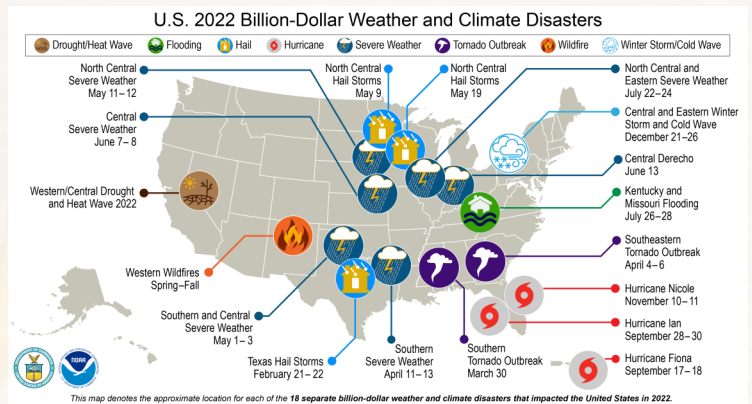 U.S. 2022 Billion-Dollar Weather and Climate Disasters
Drought/Heat Wave
Flooding
Hail
Hurricane
Severe Weather
Tornado Outbreak
Wildfire
Winter Storm/Cold Wave
North Central
Severe Weather
May 11–12
North Central
Hail Storms
May 9
North Central
Hail Storms
May 19
North Central and
Eastern Severe Weather
July 22–24
Central
Severe Weather
June 7–8
Central and Eastern Winter
Storm and Cold Wave
December 21–26
Central Derecho
June 13
Western/Central Drought
and Heat Wave 2022
Kentucky and
Missouri Flooding
July 26–28
Southeastern
Tornado Outbreak
April 4–6
Western Wildfires
Spring–Fall
Hurricane Nicole
November 10–11
Southern and Central
Severe Weather
May 1–3
Hurricane Ian
September 28–30
Texas Hail Storms
February 21–22
Southern
Severe Weather
April 11–13
Southern
Tornado Outbreak
March 30
Hurricane Fiona
September 17–18
NOAA
This map denotes the approximate location for each of the 18 separate billion-dollar weather and climate disasters that impacted the United States in 2022.